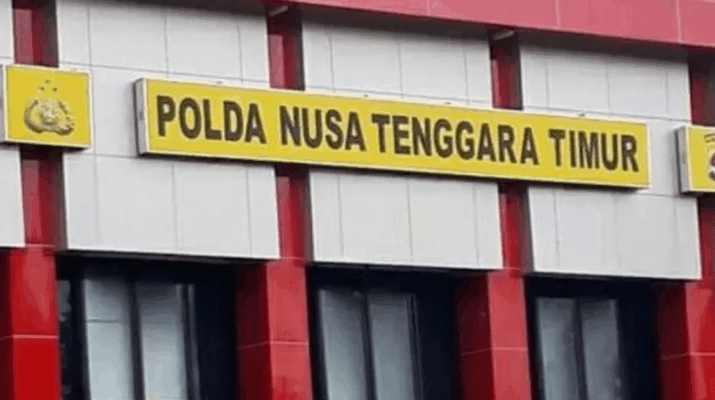 POLDA NUSA TENGGARA TIMUR